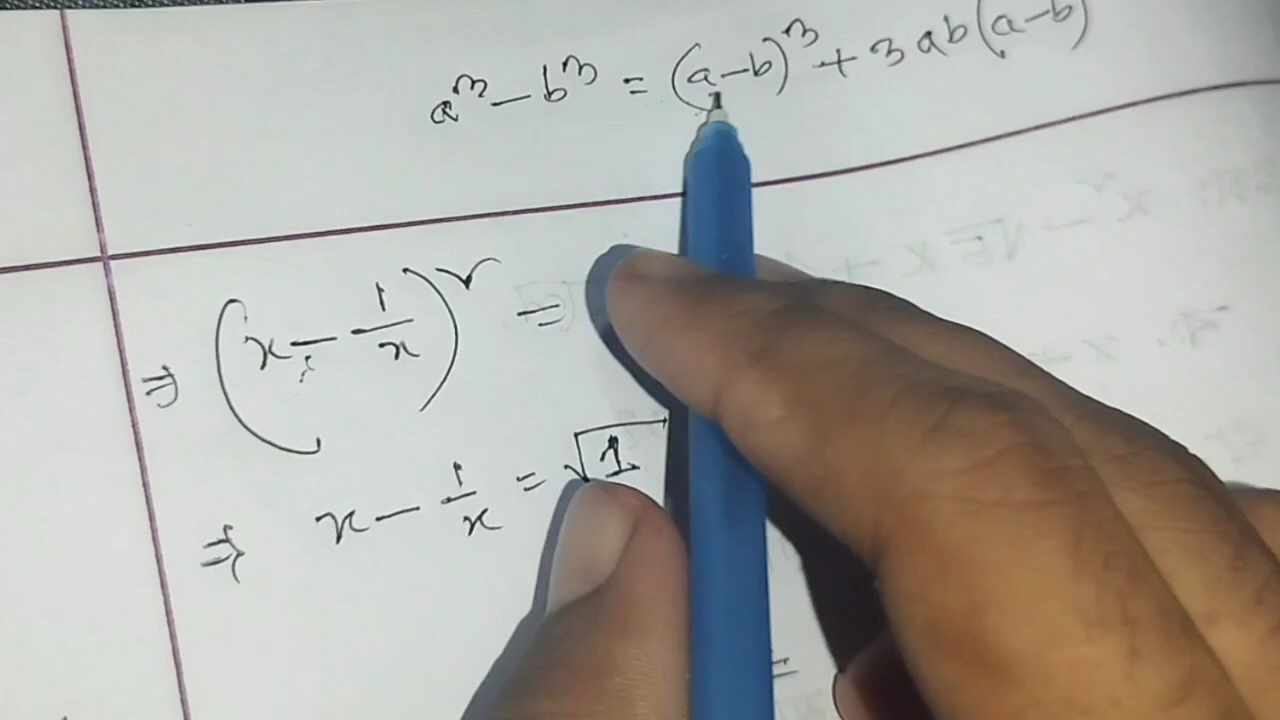 a³ - b³ = (a-b)³ + 3ab(a-b)
⇒ (x - 1/x)² =
⇒ x - 1/x = √1